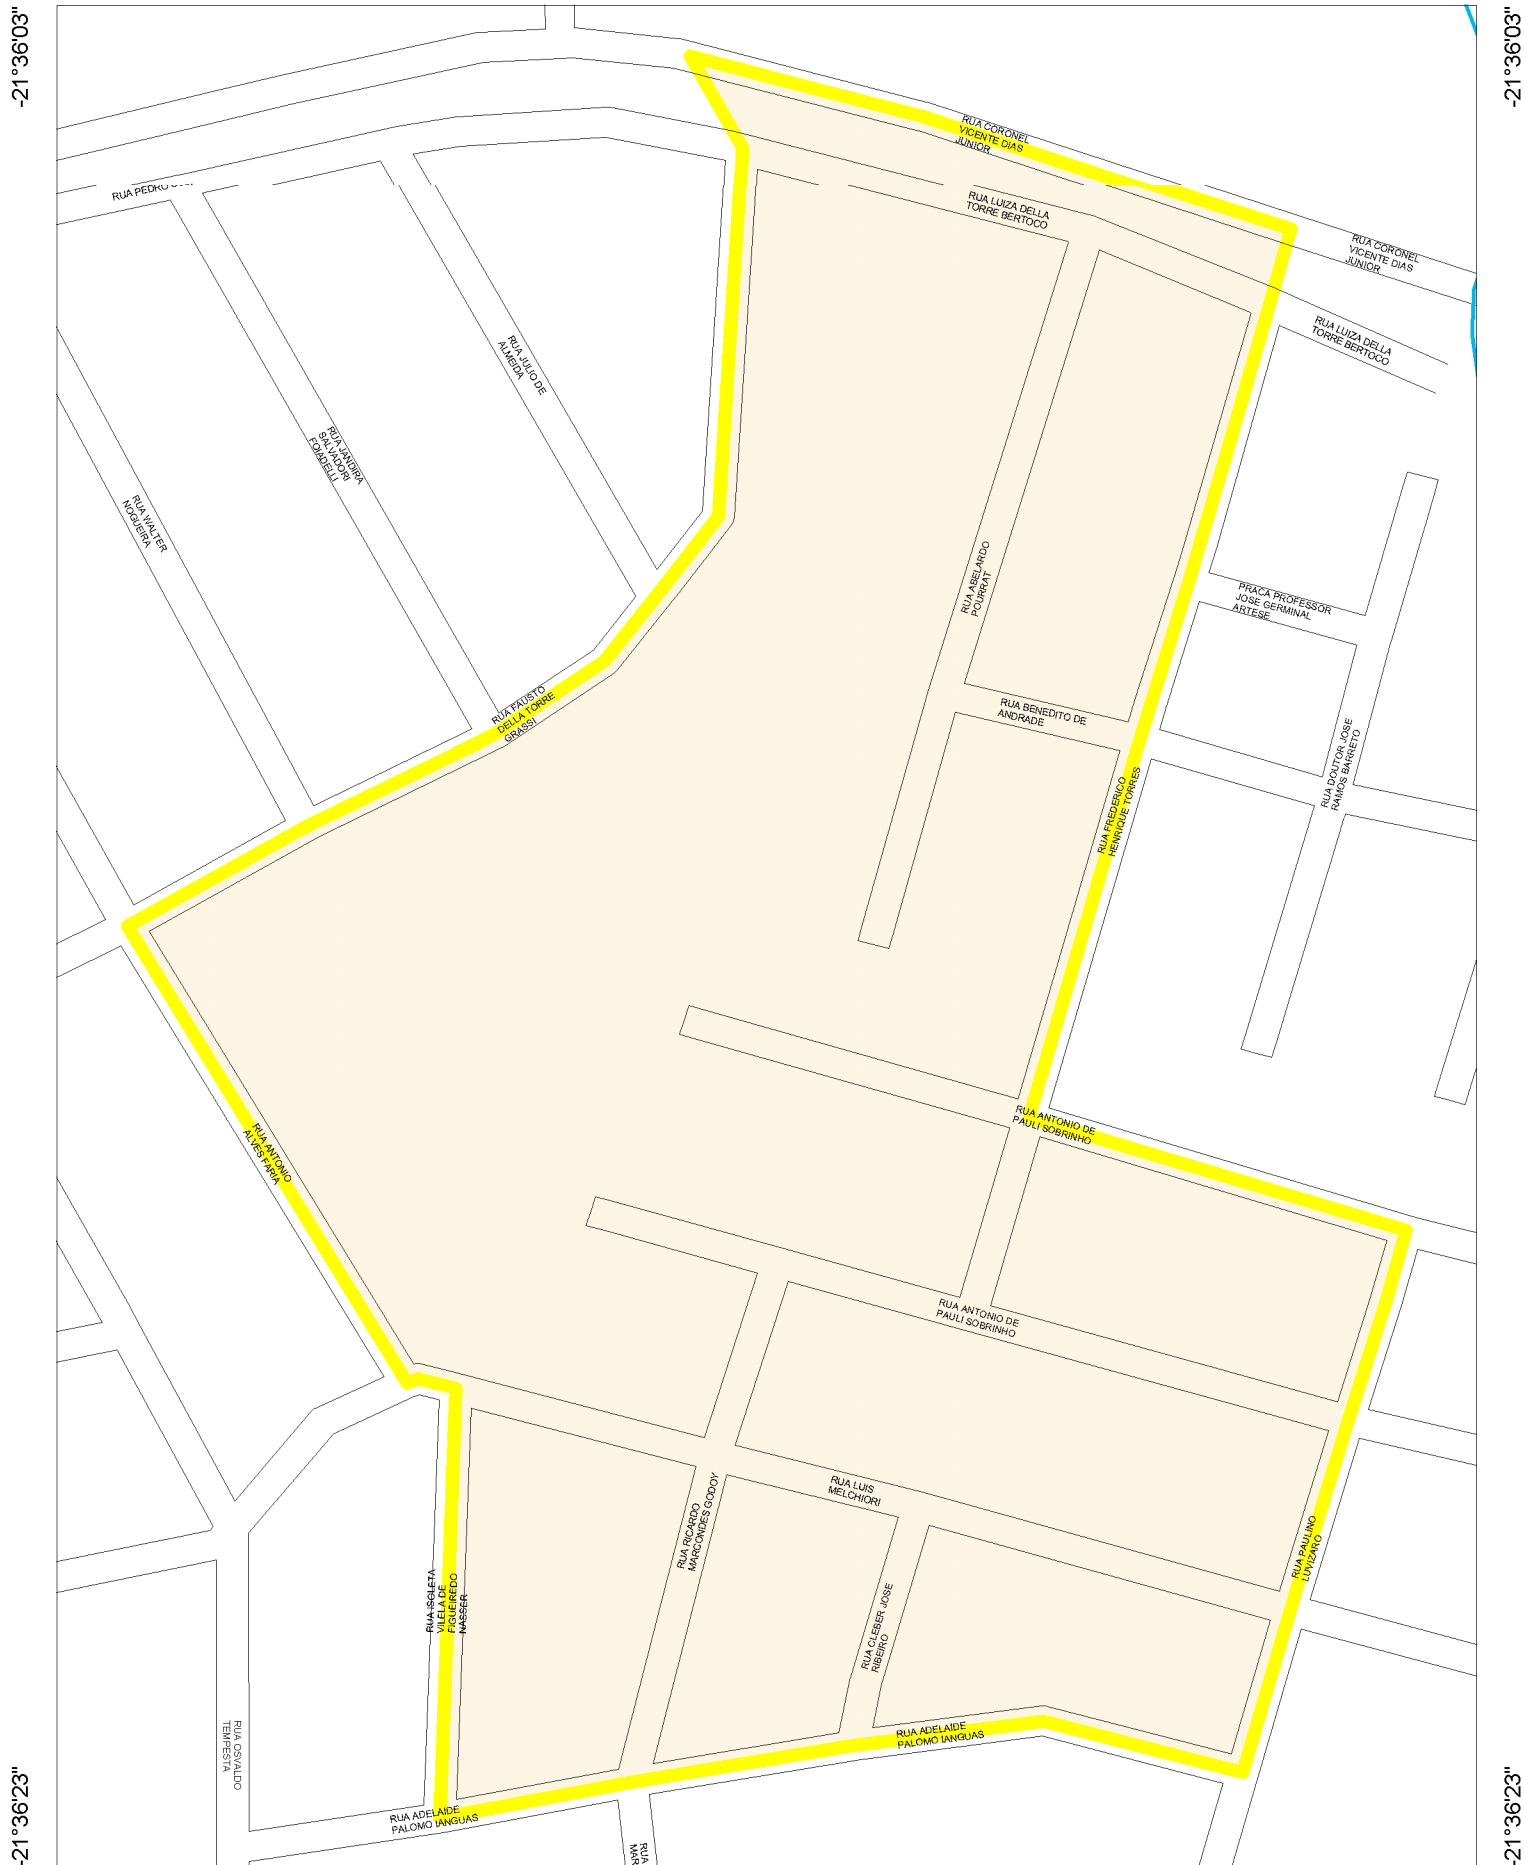 -21°36'03"
-21°36'03"
RUA CORONEL
VICENTE DIAS
JUNIOR
RUA PEDRO
RUA LUIZA DELLA
TORRE BERTOCO
RUA CORONEL
VICENTE DIAS
JUNIOR
RUA LUIZA DELLA
TORRE BERTOCO
RUA JULIO DE
ALMEIDA
RUA JANDIRA
SALVADORI
FOIADELLI
RUA WALTER
NOGUEIRA
RUA ABELARDO
POURRAT
PRACA PROFESSOR
JOSE GERMINAL
ARTESE
RUA FAUSTO
DELLA TORRE
GRASSI
RUA BENEDITO DE
ANDRADE
RUA DOUTOR JOSE
RAMOS BARRETO
RUA FREDERICO
HENRIQUE TORRES
RUA ANTONIO DE
PAULI SOBRINHO
RUA ANTONIO
ALVES FARIA
RUA ANTONIO DE
PAULI SOBRINHO
RUA LUIS
MELCHIORI
RUA RICARDO
MARCONDES GODOY
RUA PAULINO
LUVIZARO
RUA ISOLETA
VILELA DE
FIGUEIREDO
NASSER
RUA CLEBER JOSE
RIBEIRO
RUA OSVALDO
TEMPESTA
RUA ADELAIDE
PALOMO IANGUAS
RUA ADELAIDE
PALOMO IANGUAS
RUA
MAR
-21°36'23"
-21°36'23"